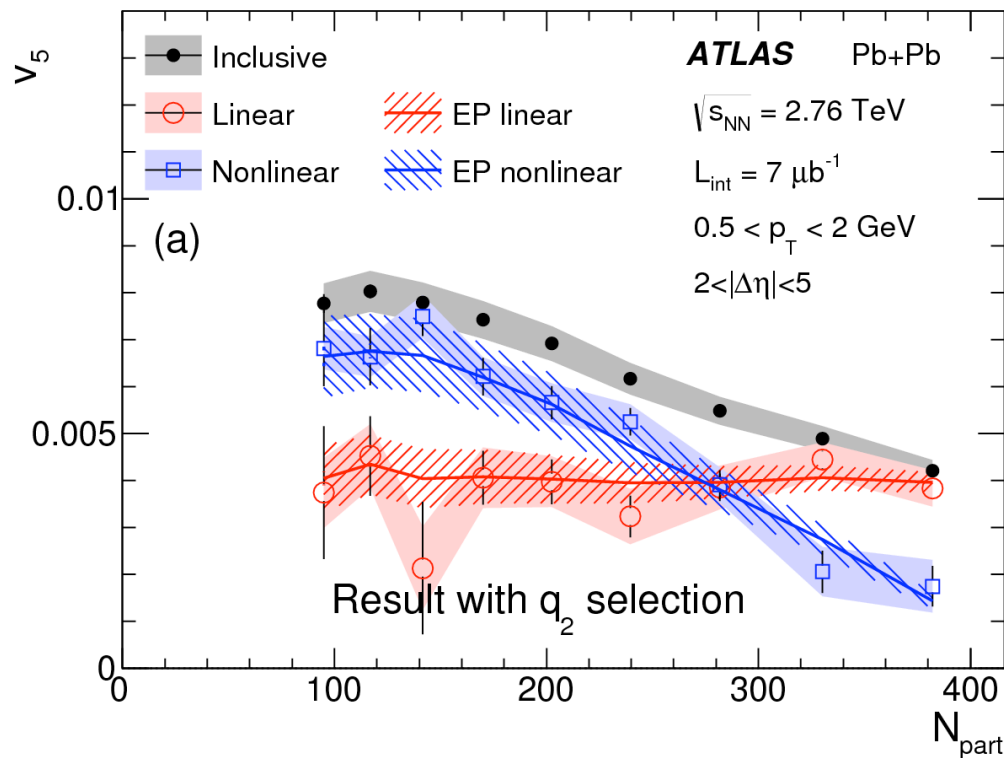 v5
Inclusive
Linear
Nonlinear
EP linear
EP nonlinear
ATLAS Pb+Pb
√sNN = 2.76 TeV
Lint = 7 μb-1
0.5 < pT < 2 GeV
2<|Δη|<5
(a)
0.01
0.005
0
Result with q2 selection
0 100 200 300 400
Npart